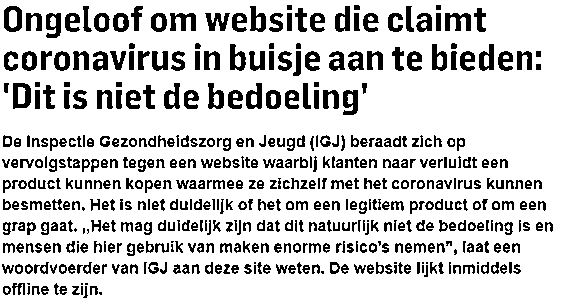 Ongeloof om website die claimt
coronavirus in buisje aan te bieden:
'Dit is niet de bedoeling'
De Inspectie Gezondheidszorg en Jeugd (IGJ) beraadt zich op
vervolgstappen tegen een website waarbij klanten naar verluidt een
product kunnen kopen waarmee ze zichzelf met het coronavirus kunnen
besmetten. Het is niet duidelijk of het om een legitiem product of om een
grap gaat. „Het mag duidelijk zijn dat dit natuurlijk niet de bedoeling is en
mensen die hier gebruik van maken enorme risico's nemen”, laat een
woordvoerder van IGJ aan deze site weten. De website lijkt inmiddels
offline te zijn.